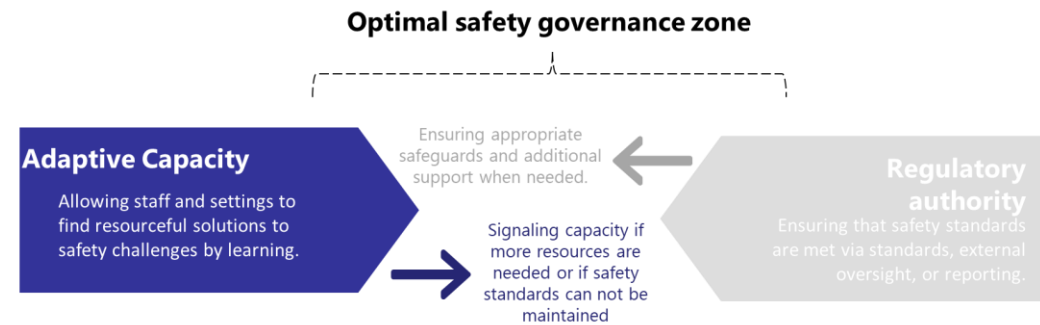 Optimal safety governance zone
Adaptive Capacity
Allowing staff and settings to
find resourceful solutions to
safety challenges by learning.
Ensuring appropriate
safeguards and additional
support when needed.
Signaling capacity if
more resources are
needed or if safety
standards can not be
maintained
Regulatory
authority
Ensuring that safety standards
are met via standards, external
oversight, or reporting.